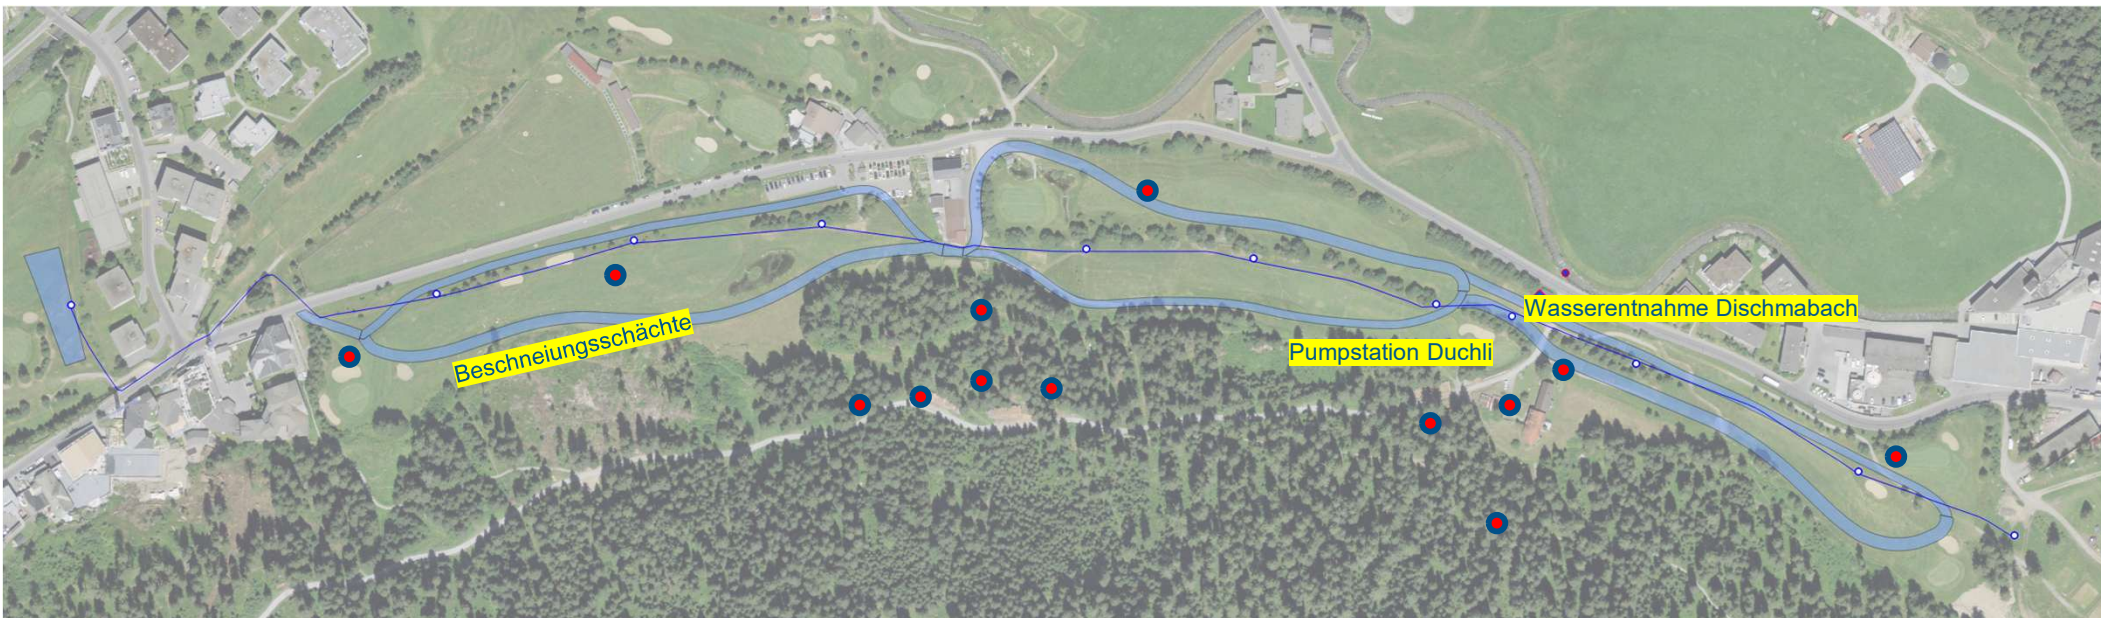 Wasserentnahme Dischmabach
Beschneiungsschächte
Pumpstation Duchli